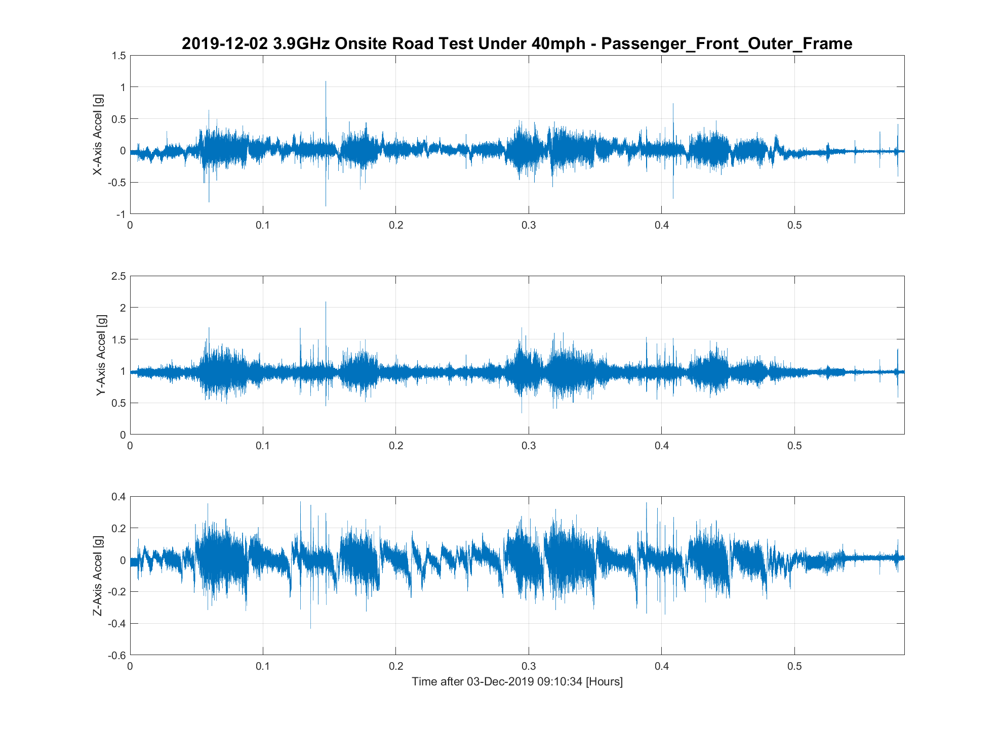 2019-12-02 3.9GHz Onsite Road Test Under 40mph - Passenger_Front_Outer_Frame
1.5
1
0.5
0
-0.5
-1
X-Axis Accel [g]
0 0.1 0.2 0.3 0.4 0.5
2.5
2
1.5
1
0.5
0
Y-Axis Accel [g]
0 0.1 0.2 0.3 0.4 0.5
0.4
0.2
0
-0.2
-0.4
-0.6
Z-Axis Accel [g]
0 0.1 0.2 0.3 0.4 0.5
Time after 03-Dec-2019 09:10:34 [Hours]